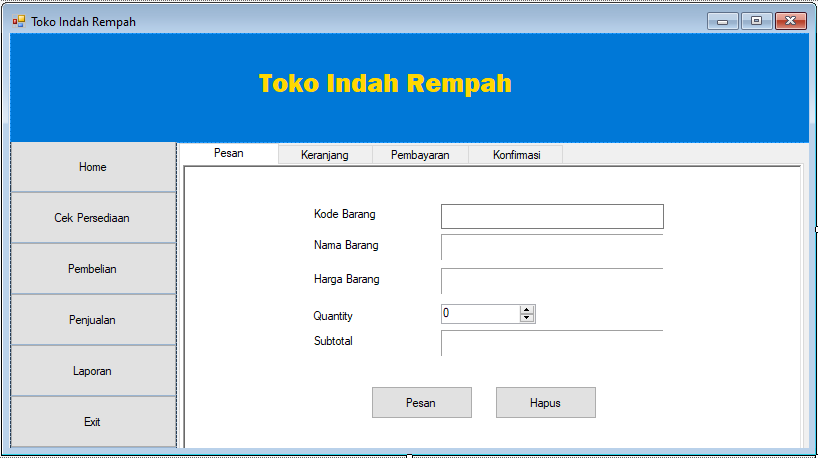 Toko Indah Rempah
Toko Indah Rempah
Home
Cek Persediaan
Pembelian
Penjualan
Laporan
Exit
Pesan Keranjang Pembayaran Konfirmasi
Kode Barang
Nama Barang
Harga Barang
Quantity 0
Subtotal
Pesan Hapus